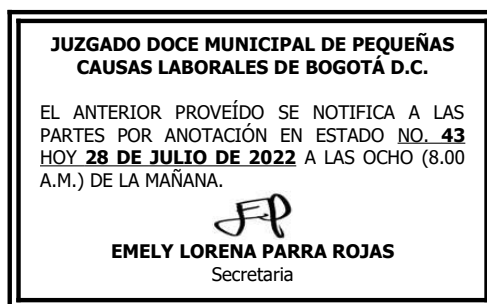 JUZGADO DOCE MUNICIPAL DE PEQUEÑAS
CAUSAS LABORALES DE BOGOTÁ D.C.
EL ANTERIOR PROVEÍDO SE NOTIFICA A LAS
PARTES POR ANOTACIÓN EN ESTADO NO. 43
HOY 28 DE JULIO DE 2022 A LAS OCHO (8.00
A.M.) DE LA MAÑANA.
EMELY LORENA PARRA ROJAS
Secretaria